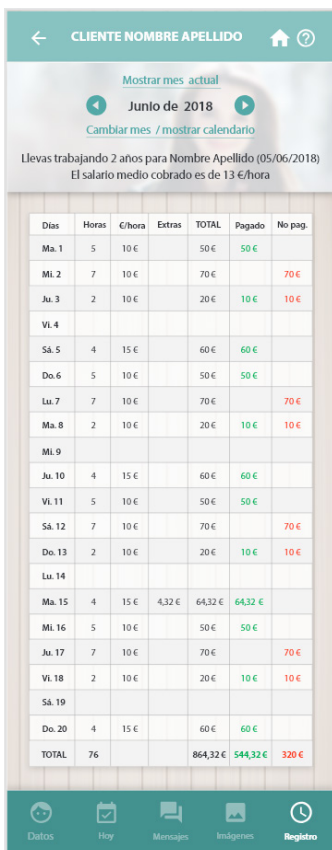 CLIENTE NOMBRE APELLIDO
Mostrar mes actual
Junio de 2018
Cambiar mes / mostrar calendario
Llevas trabajando 2 años para Nombre Apellido (05/06/2018)
El salario medio cobrado es de 13 €/hora
Días Horas €/hora Extras TOTAL Pagado No pag.
Ma. 1 5 10 € 50 € 50 €
Mi. 2 7 10 € 70 € 70 €
Ju. 3 2 10 € 20 € 10 € 10 €
Vi. 4
Sá. 5 4 15 € 60 € 60 €
Do. 6 5 10 € 50 € 50 €
Lu. 7 7 10 € 70 € 70 €
Ma. 8 2 10 € 20 € 10 € 10 €
Mi. 9
Ju. 10 4 15 € 60 € 60 €
Vi. 11 5 10 € 50 € 50 €
Sá. 12 7 10 € 70 € 70 €
Do. 13 2 10 € 20 € 10 € 10 €
Lu. 14
Ma. 15 4 15 € 4,32 € 64,32 € 64,32 €
Mi. 16 5 10 € 50 € 50 €
Ju. 17 7 10 € 70 € 70 €
Vi. 18 2 10 € 20 € 10 € 10 €
Sá. 19
Do. 20 4 15 € 60 € 60 €
TOTAL 76 864,32 € 544,32 € 320 €
Datos Hoy Mensajes Imágenes Registro